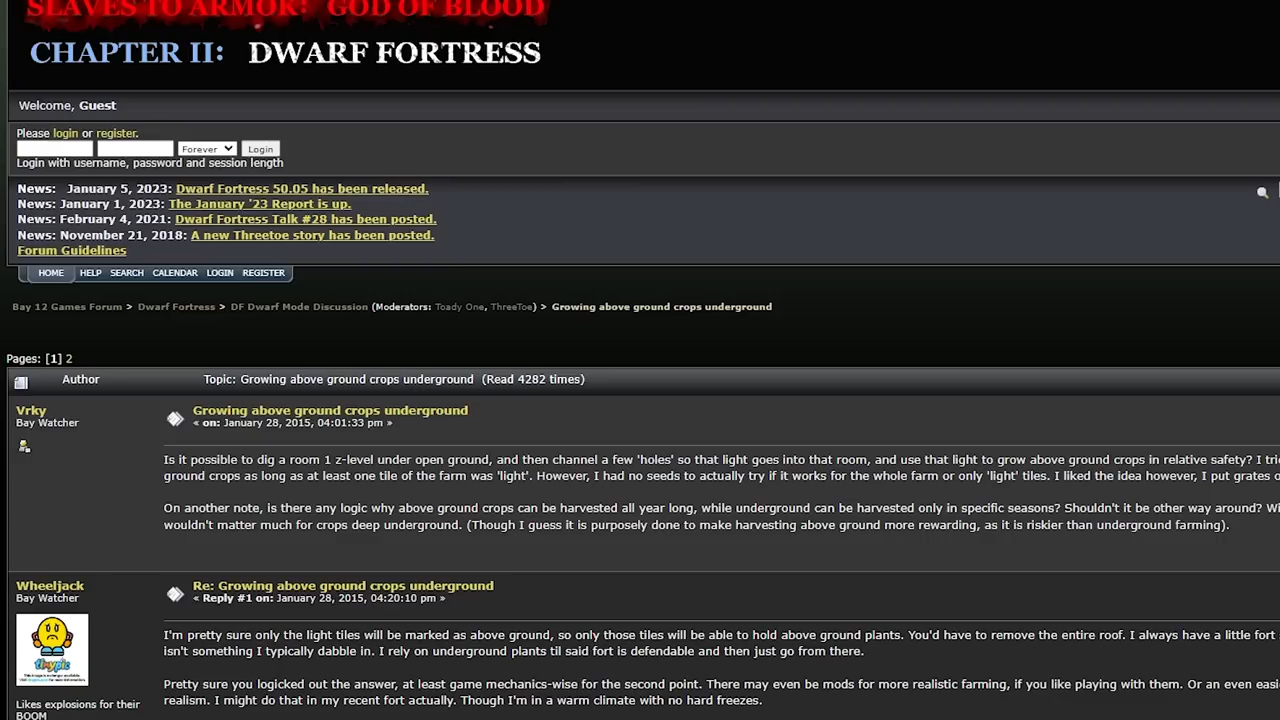 SLAVES TO ARMOK: GOD OF BLOOD
CHAPTER II: DWARF FORTRESS
Welcome, Guest
Please login or register.
Forever Login
Login with username, password and session length
News: January 5, 2023: Dwarf Fortress 50.05 has been released.
News: January 1, 2023: The January '23 Report is up.
News: February 4, 2021: Dwarf Fortress Talk #28 has been posted.
News: November 21, 2018: A new Threetoe story has been posted.
Forum Guidelines
HOME HELP SEARCH CALENDAR LOGIN REGISTER
Bay 12 Games Forum > Dwarf Fortress > DF Dwarf Mode Discussion (Moderators: Toady One, ThreeToe) > Growing above ground crops underground
Pages: [1] 2
Author Topic: Growing above ground crops underground (Read 4282 times)
Vrky
Bay Watcher
Growing above ground crops underground
« on: January 28, 2015, 04:01:33 pm »
Is it possible to dig a room 1 z-level under open ground, and then channel a few 'holes' so that light goes into that room, and use that light to grow above ground crops in relative safety? I
ground crops as long as at least one tile of the farm was 'light'. However, I had no seeds to actually try if it works for the whole farm or only 'light' tiles. I liked the idea however, I put grates
On another note, is there any logic why above ground crops can be harvested all year long, while underground can be harvested only in specific seasons? Shouldn't it be other way around?
wouldn't matter much for crops deep underground. (Though I guess it is purposely done to make harvesting above ground more rewarding, as it is riskier than underground farming).
Wheeljack
Bay Watcher
Re: Growing above ground crops underground
« Reply #1 on: January 28, 2015, 04:20:10 pm »
tinypic
I'm pretty sure only the light tiles will be marked as above ground, so only those tiles will be able to hold above ground plants. You'd have to remove the entire roof. I always have a little fort
isn't something I typically dabble in. I rely on underground plants til said fort is defendable and then just go from there.
Pretty sure you logicked out the answer, at least game mechanics-wise for the second point. There may even be mods for more realistic farming, if you like playing with them. Or an even
realism. I might do that in my recent fort actually. Though I'm in a warm climate with no hard freezes.
Likes explosions for their
BOOM